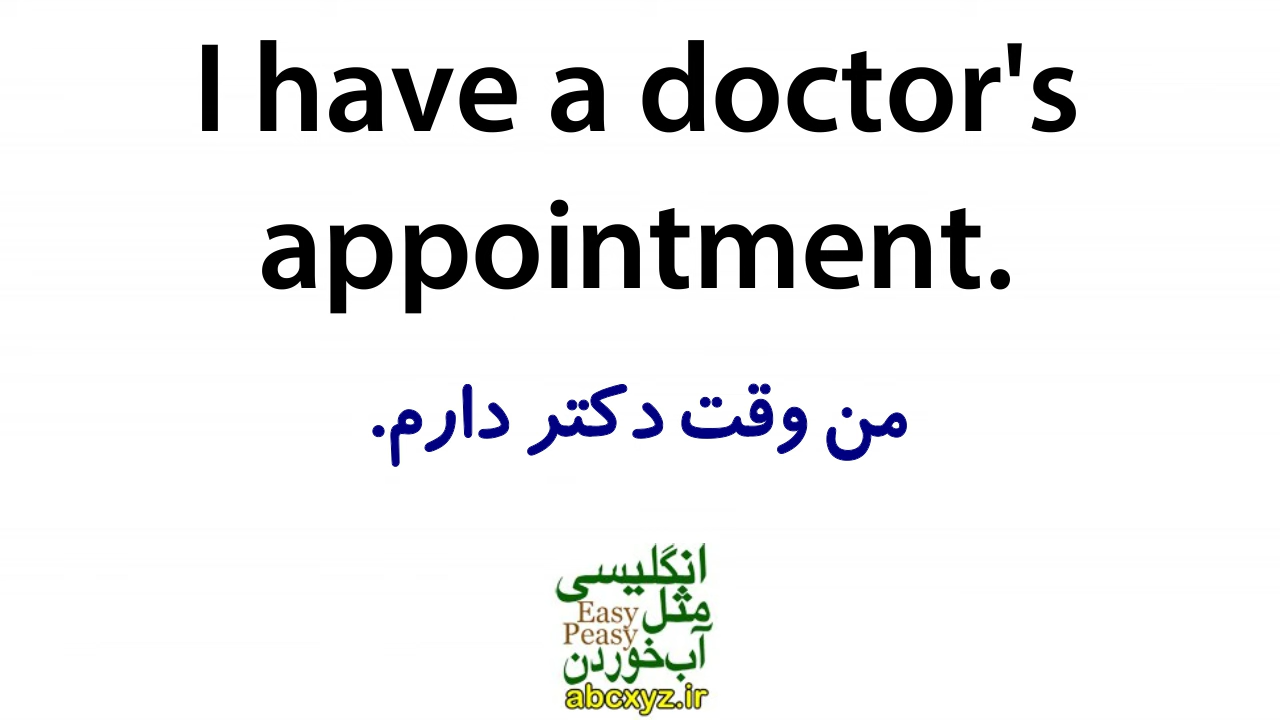 I have a doctor's
appointment.
من وقت دکتر دارم.
انگلیسی
مثل
Easy
Peasy
آب خوردن
abcxyz.ir